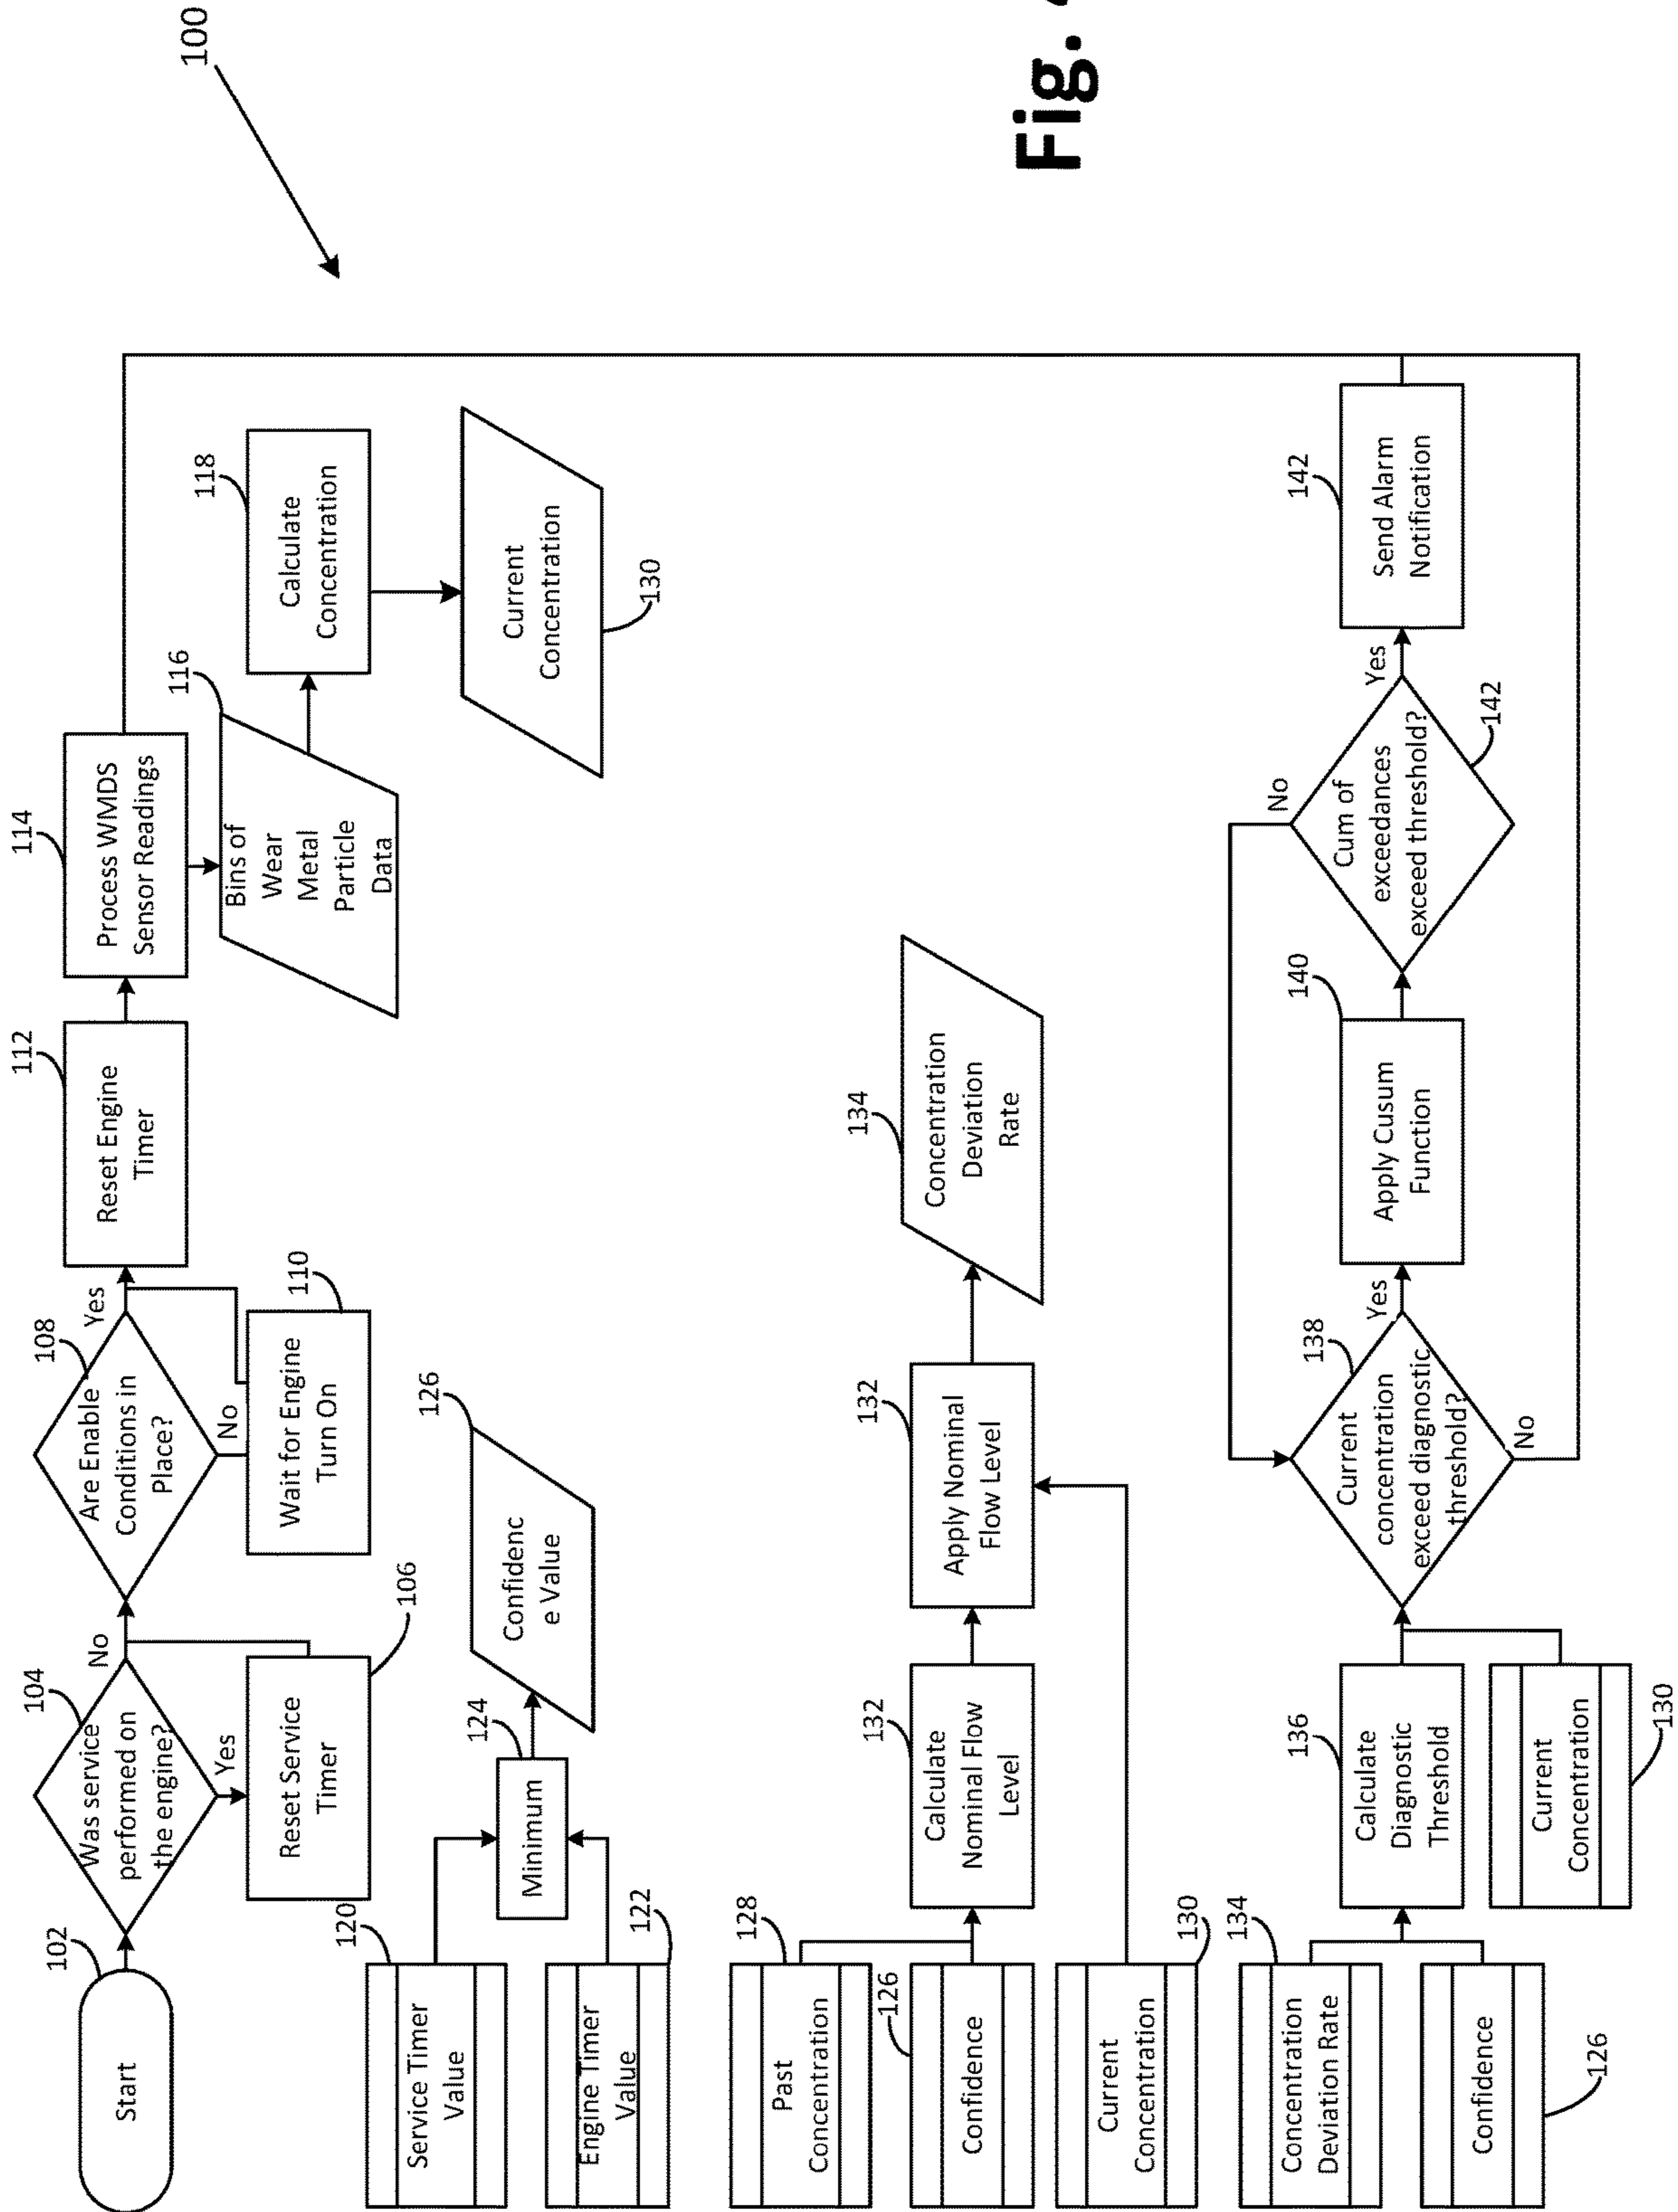 100
102
Start
104
Was service
performed on
the engine?
No
Yes
106
Reset Service
Timer
108
Are Enable
Conditions in
Place?
Yes
No
110
Wait for Engine
Turn On
112
Reset Engine
Timer
114
Process WMDS
Sensor Readings
116
Bins of
Wear
Metal
Particle
Data
118
Calculate
Concentration
Current
Concentration
130
120
Service Timer
Value
Engine Timer
Value
122
124
Minimum
126
Confidenc
e Value
128
Past
Concentration
126
Confidence
Current
Concentration
130
132
Calculate
Nominal Flow
Level
132
Apply Nominal
Flow Level
134
Concentration
Deviation
Rate
134
Concentration
Deviation Rate
Confidence
126
136
Calculate
Diagnostic
Threshold
Current
Concentration
130
138
Current
concentration
exceed diagnostic
threshold?
Yes
No
140
Apply Cusum
Function
Cum of
exceedances
exceed threshold?
142
No
Yes
142
Send Alarm
Notification
Fig.